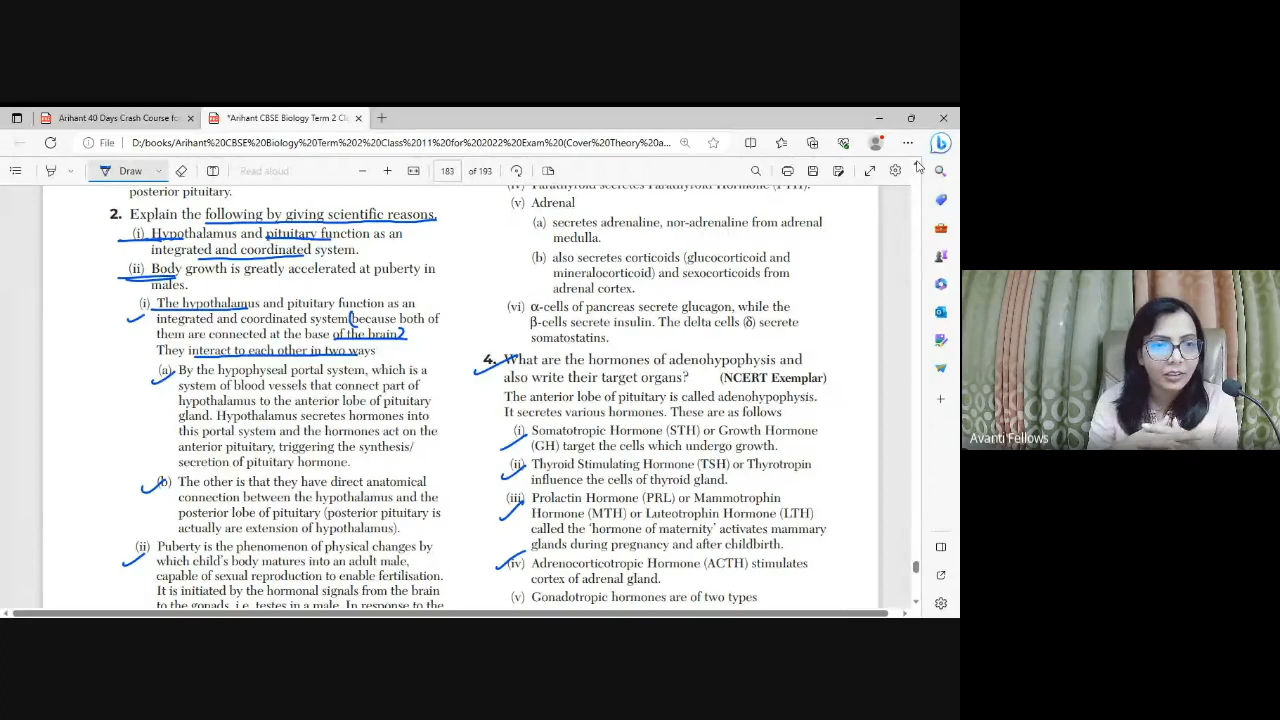 Arihant 40 Days Crash Course fo
*Arihant CBSE Biology Term 2 Cl
File
D:/books/Arihant%20CBSE%20Biology%20Term%202%20Class%2011%20for%202022%20Exam%20(Cover%20Theory%20a...
Draw
Read aloud
183
of 193
posterior pituitary.
2. Explain the following by giving scientific reasons.
(i) Hypothalamus and pituitary function as an
integrated and coordinated system.
(ii) Body growth is greatly accelerated at puberty in
males.
(i) The hypothalamus and pituitary function as an
integrated and coordinated system because both of
them are connected at the base of the brain.
They interact to each other in two ways
(a) By the hypophyseal portal system, which is a
system of blood vessels that connect part of
hypothalamus to the anterior lobe of pituitary
gland. Hypothalamus secretes hormones into
this portal system and the hormones act on the
anterior pituitary, triggering the synthesis/
secretion of pituitary hormone.
(b) The other is that they have direct anatomical
connection between the hypothalamus and the
posterior lobe of pituitary (posterior pituitary is
actually are extension of hypothalamus).
(ii) Puberty is the phenomenon of physical changes by
which child's body matures into an adult male,
capable of sexual reproduction to enable fertilisation.
It is initiated by the hormonal signals from the brain
to the gonads, i.e. testes in a male. In response to the
(iv) Parathyroid secretes Parathyroid Hormone (PTH).
(v) Adrenal
(a) secretes adrenaline, nor-adrenaline from adrenal
medulla.
(b) also secretes corticoids (glucocorticoid and
mineralocorticoid) and sexocorticoids from
adrenal cortex.
(vi) α-cells of pancreas secrete glucagon, while the
β-cells secrete insulin. The delta cells (δ) secrete
somatostatins.
4. What are the hormones of adenohypophysis and
also write their target organs? (NCERT Exemplar)
The anterior lobe of pituitary is called adenohypophysis.
It secretes various hormones. These are as follows
(i) Somatotropic Hormone (STH) or Growth Hormone
(GH) target the cells which undergo growth.
(ii) Thyroid Stimulating Hormone (TSH) or Thyrotropin
influence the cells of thyroid gland.
(iii) Prolactin Hormone (PRL) or Mammotrophin
Hormone (MTH) or Luteotrophin Hormone (LTH)
called the 'hormone of maternity' activates mammary
glands during pregnancy and after childbirth.
(iv) Adrenocorticotropic Hormone (ACTH) stimulates
cortex of adrenal gland.
(v) Gonadotropic hormones are of two types
Avanti Fellows